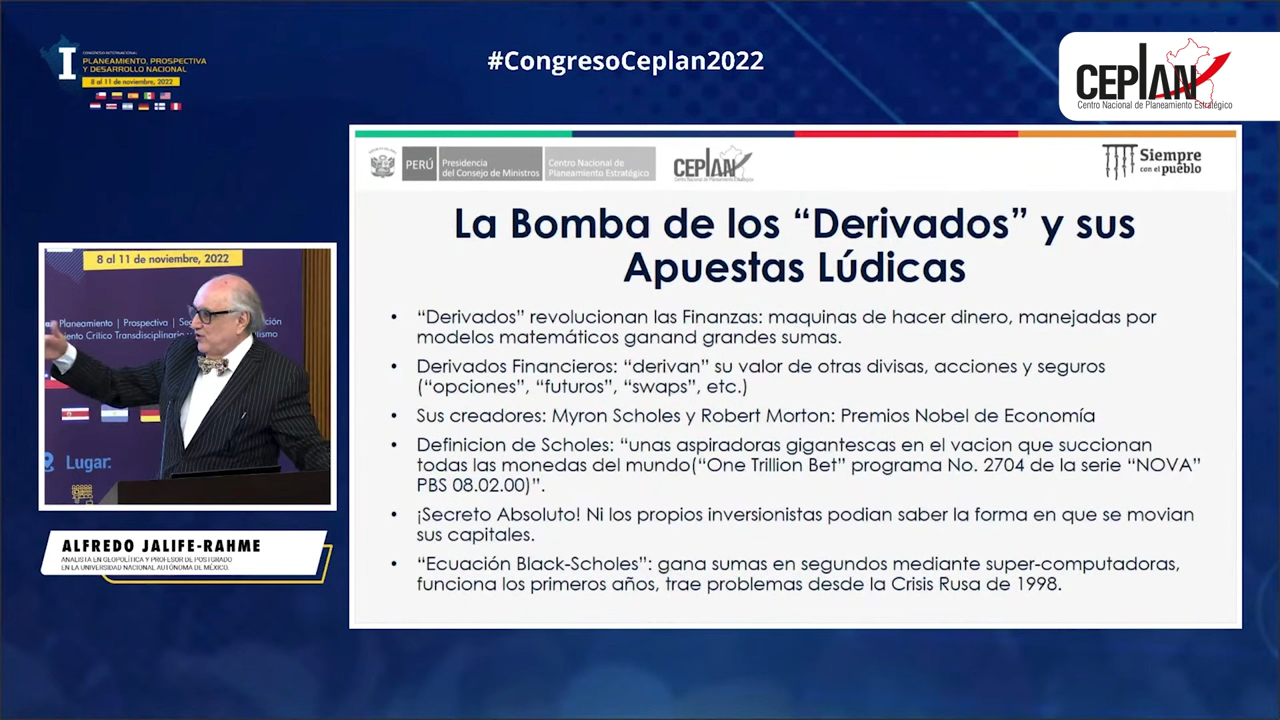 I
CONGRESO INTERNACIONAL
PLANEAMIENTO, PROSPECTIVA
Y DESARROLLO NACIONAL
8 al 11 de noviembre, 2022
#CongresoCeplan2022
CEPLAN
Centro Nacional de Planeamiento Estratégico
PERÚ
Presidencia
del Consejo de Ministros
Centro Nacional de
Planeamiento Estratégico
CEPLAN
Centro Nacional de Planeamiento Estratégico
Siempre
con el pueblo
La Bomba de los “Derivados” y sus
Apuestas Lúdicas
• “Derivados” revolucionan las Finanzas: maquinas de hacer dinero, manejadas por
modelos matemáticos ganand grandes sumas.
• Derivados Financieros: “derivan” su valor de otras divisas, acciones y seguros
(“opciones”, “futuros”, “swaps”, etc.)
• Sus creadores: Myron Scholes y Robert Morton: Premios Nobel de Economía
• Definicion de Scholes: “unas aspiradoras gigantescas en el vacion que succionan
todas las monedas del mundo(“One Trillion Bet” programa No. 2704 de la serie “NOVA”
PBS 08.02.00)”.
• ¡Secreto Absoluto! Ni los propios inversionistas podian saber la forma en que se movian
sus capitales.
• “Ecuación Black-Scholes”: gana sumas en segundos mediante super-computadoras,
funciona los primeros años, trae problemas desde la Crisis Rusa de 1998.
8 al 11 de noviembre, 2022
Planeamiento | Prospectiva
Crítico Transdisciplinario
Lugar:
ALFREDO JALIFE-RAHME
ANALISTA EN GEOPOLÍTICA Y PROFESOR DE POSTGRADO
EN LA UNIVERSIDAD NACIONAL AUTÓNOMA DE MÉXICO.